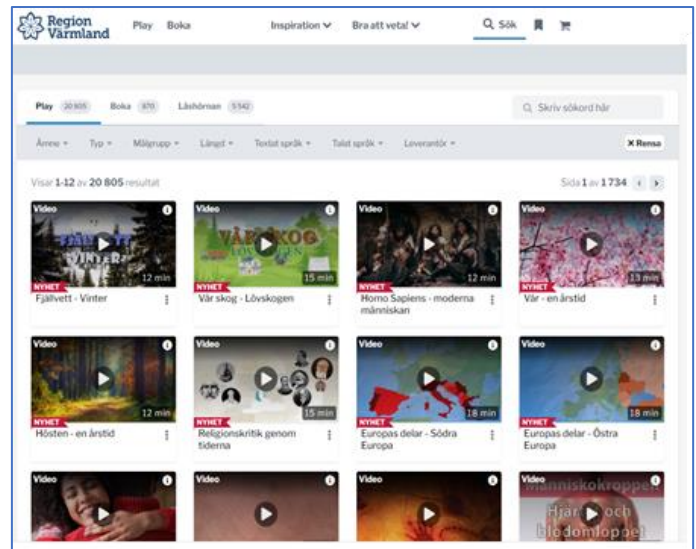 Region
Värmland
Play Boka Inspiration Bra att veta! Sök
Play 20 805 Boka 870 Läshörnan 5 542 Skriv sökord här
Ämne Typ Målgrupp Längd Textat språk Talat språk Leverantör × Rensa
Visar 1-12 av 20 805 resultat Sida 1 av 1 734
Video Video Video Video
FJÄLLVETT VÅR SKOG
VINTER LÖVSKOGEN
12 min 15 min 12 min 13 min
NYHET NYHET NYHET NYHET
Fjällvett - Vinter Vår skog - Lövskogen Homo Sapiens - moderna människan Vår - en årstid
Video Video Video Video
12 min 15 min 18 min 18 min
NYHET NYHET NYHET NYHET
Hösten - en årstid Religionskritik genom tiderna Europas delar - Södra Europa Europas delar - Östra Europa
Video Video Video Video
Människokroppen
Hjärtat och
blodomloppet